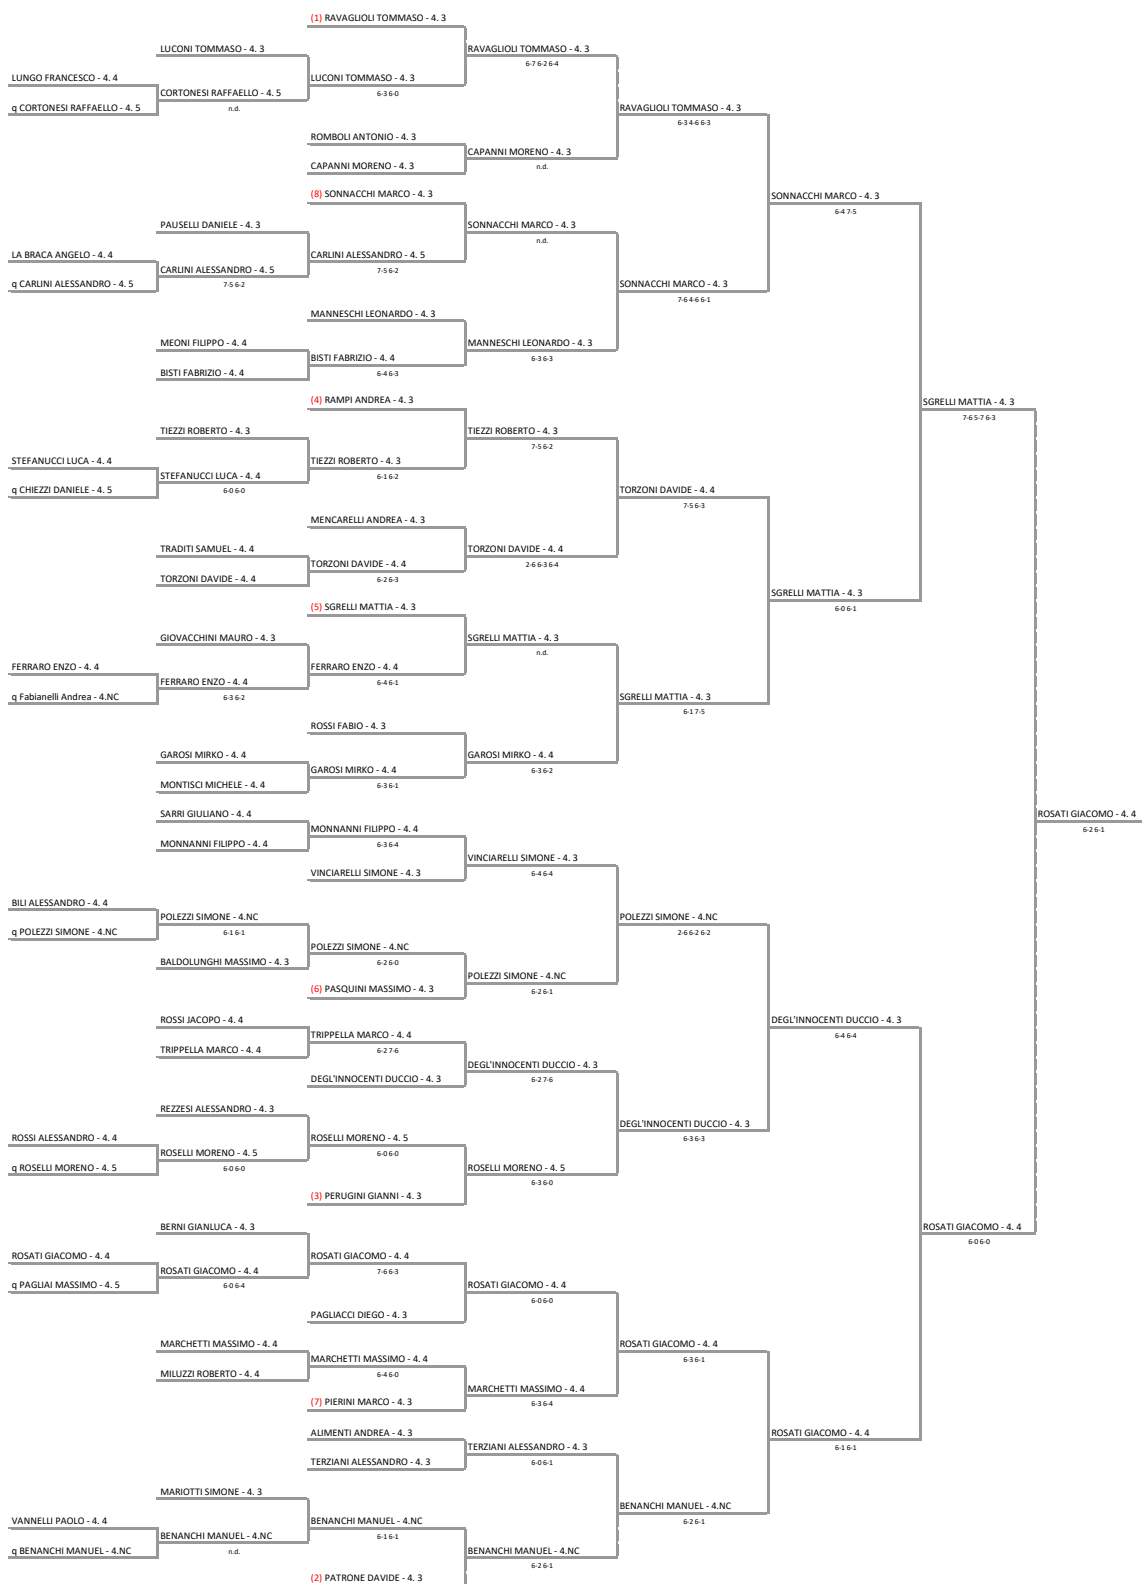 (1) RAVAGLIOLI TOMMASO - 4. 3
LUCONI TOMMASO - 4. 3
RAVAGLIOLI TOMMASO - 4. 3
6-7 6-2 6-4
LUNGO FRANCESCO - 4. 4
LUCONI TOMMASO - 4. 3
6-3 6-0
CORTONESI RAFFAELLO - 4. 5
n.d.
q CORTONESI RAFFAELLO - 4. 5
RAVAGLIOLI TOMMASO - 4. 3
6-3 4-6 6-3
ROMBOLI ANTONIO - 4. 3
CAPANNI MORENO - 4. 3
n.d.
CAPANNI MORENO - 4. 3
(8) SONNACCHI MARCO - 4. 3
SONNACCHI MARCO - 4. 3
6-4 7-5
PAUSELLI DANIELE - 4. 3
SONNACCHI MARCO - 4. 3
n.d.
LA BRACA ANGELO - 4. 4
CARLINI ALESSANDRO - 4. 5
7-5 6-2
CARLINI ALESSANDRO - 4. 5
7-5 6-2
q CARLINI ALESSANDRO - 4. 5
SONNACCHI MARCO - 4. 3
7-6 4-6 6-1
MANNESCHI LEONARDO - 4. 3
MEONI FILIPPO - 4. 4
MANNESCHI LEONARDO - 4. 3
6-3 6-3
BISTI FABRIZIO - 4. 4
6-4 6-3
BISTI FABRIZIO - 4. 4
(4) RAMPI ANDREA - 4. 3
SGRELLI MATTIA - 4. 3
7-6 5-7 6-3
TIEZZI ROBERTO - 4. 3
TIEZZI ROBERTO - 4. 3
7-5 6-2
STEFANUCCI LUCA - 4. 4
TIEZZI ROBERTO - 4. 3
6-1 6-2
STEFANUCCI LUCA - 4. 4
6-0 6-0
q CHIEZZI DANIELE - 4. 5
TORZONI DAVIDE - 4. 4
7-5 6-3
MENCARELLI ANDREA - 4. 3
TRADITI SAMUEL - 4. 4
TORZONI DAVIDE - 4. 4
2-6 6-3 6-4
TORZONI DAVIDE - 4. 4
6-2 6-3
TORZONI DAVIDE - 4. 4
SGRELLI MATTIA - 4. 3
6-0 6-1
(5) SGRELLI MATTIA - 4. 3
GIOVACCHINI MAURO - 4. 3
SGRELLI MATTIA - 4. 3
n.d.
FERRARO ENZO - 4. 4
FERRARO ENZO - 4. 4
6-4 6-1
FERRARO ENZO - 4. 4
6-3 6-2
q Fabianelli Andrea - 4.NC
SGRELLI MATTIA - 4. 3
6-1 7-5
ROSSI FABIO - 4. 3
GAROSI MIRKO - 4. 4
GAROSI MIRKO - 4. 4
6-3 6-2
GAROSI MIRKO - 4. 4
6-3 6-1
MONTISCI MICHELE - 4. 4
SARRI GIULIANO - 4. 4
ROSATI GIACOMO - 4. 4
6-2 6-1
MONNANNI FILIPPO - 4. 4
6-3 6-4
MONNANNI FILIPPO - 4. 4
VINCIARELLI SIMONE - 4. 3
6-4 6-4
VINCIARELLI SIMONE - 4. 3
BILI ALESSANDRO - 4. 4
POLEZZI SIMONE - 4.NC
6-1 6-1
POLEZZI SIMONE - 4.NC
2-6 6-2 6-2
q POLEZZI SIMONE - 4.NC
POLEZZI SIMONE - 4.NC
6-2 6-0
BALDOLUNGHI MASSIMO - 4. 3
POLEZZI SIMONE - 4.NC
6-2 6-1
(6) PASQUINI MASSIMO - 4. 3
ROSSI JACOPO - 4. 4
DEGL'INNOCENTI DUCCIO - 4. 3
6-4 6-4
TRIPPELLA MARCO - 4. 4
6-2 7-6
TRIPPELLA MARCO - 4. 4
DEGL'INNOCENTI DUCCIO - 4. 3
6-2 7-6
DEGL'INNOCENTI DUCCIO - 4. 3
REZZESI ALESSANDRO - 4. 3
DEGL'INNOCENTI DUCCIO - 4. 3
6-3 6-3
ROSSI ALESSANDRO - 4. 4
ROSELLI MORENO - 4. 5
6-0 6-0
ROSELLI MORENO - 4. 5
6-0 6-0
q ROSELLI MORENO - 4. 5
ROSELLI MORENO - 4. 5
6-3 6-0
(3) PERUGINI GIANNI - 4. 3
BERNI GIANLUCA - 4. 3
ROSATI GIACOMO - 4. 4
6-0 6-0
ROSATI GIACOMO - 4. 4
ROSATI GIACOMO - 4. 4
7-6 6-3
ROSATI GIACOMO - 4. 4
6-0 6-4
q PAGLIAI MASSIMO - 4. 5
ROSATI GIACOMO - 4. 4
6-0 6-0
PAGLIACCI DIEGO - 4. 3
MARCHETTI MASSIMO - 4. 4
ROSATI GIACOMO - 4. 4
6-3 6-1
MARCHETTI MASSIMO - 4. 4
6-4 6-0
MILUZZI ROBERTO - 4. 4
MARCHETTI MASSIMO - 4. 4
6-3 6-4
(7) PIERINI MARCO - 4. 3
ALIMENTI ANDREA - 4. 3
ROSATI GIACOMO - 4. 4
6-1 6-1
TERZIANI ALESSANDRO - 4. 3
6-0 6-1
TERZIANI ALESSANDRO - 4. 3
MARIOTTI SIMONE - 4. 3
BENANCHI MANUEL - 4.NC
6-2 6-1
VANNELLI PAOLO - 4. 4
BENANCHI MANUEL - 4.NC
6-1 6-1
BENANCHI MANUEL - 4.NC
n.d.
q BENANCHI MANUEL - 4.NC
BENANCHI MANUEL - 4.NC
6-2 6-1
(2) PATRONE DAVIDE - 4. 3